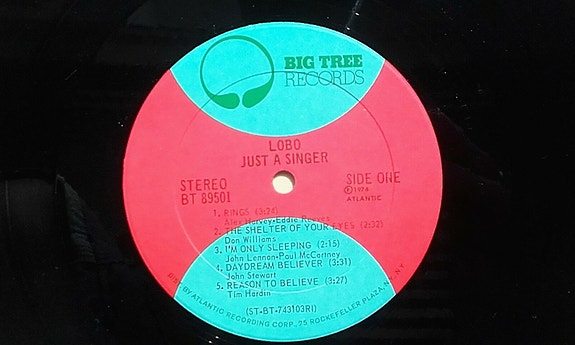 BIG TREE
RECORDS
LOBO
JUST A SINGER
STEREO
BT 89501
SIDE ONE
℗ 1974
ATLANTIC
1. RINGS (3:24)
Alex Harvey-Eddie Reeves
2. THE SHELTER OF YOUR EYES (2:32)
Don Williams
3. I'M ONLY SLEEPING (2:15)
John Lennon-Paul McCartney
4. DAYDREAM BELIEVER (3:31)
John Stewart
5. REASON TO BELIEVE (3:27)
Tim Hardin
(ST-BT-743103RI)
DIST. BY ATLANTIC RECORDING CORP., 75 ROCKEFELLER PLAZA, N.Y., N.Y.